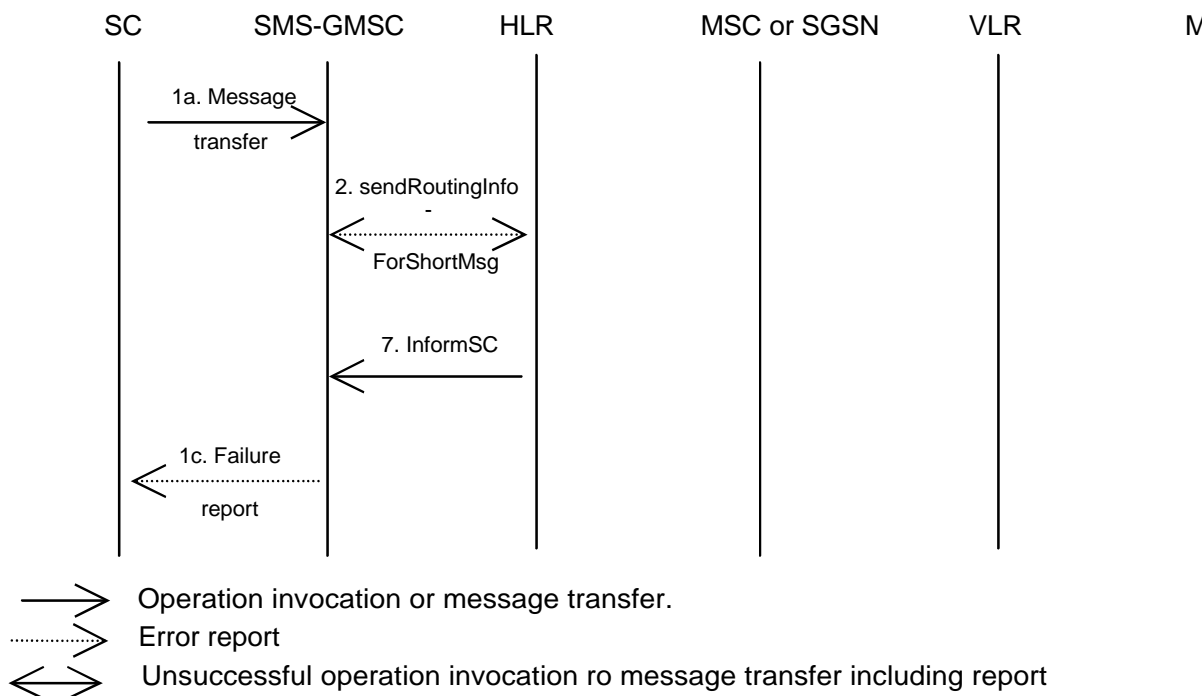 SC SMS-GMSC HLR MSC or SGSN VLR M
1a. Message
transfer
2. sendRoutingInfo
-
ForShortMsg
7. InformSC
1c. Failure
report
Operation invocation or message transfer.
Error report
Unsuccessful operation invocation ro message transfer including report